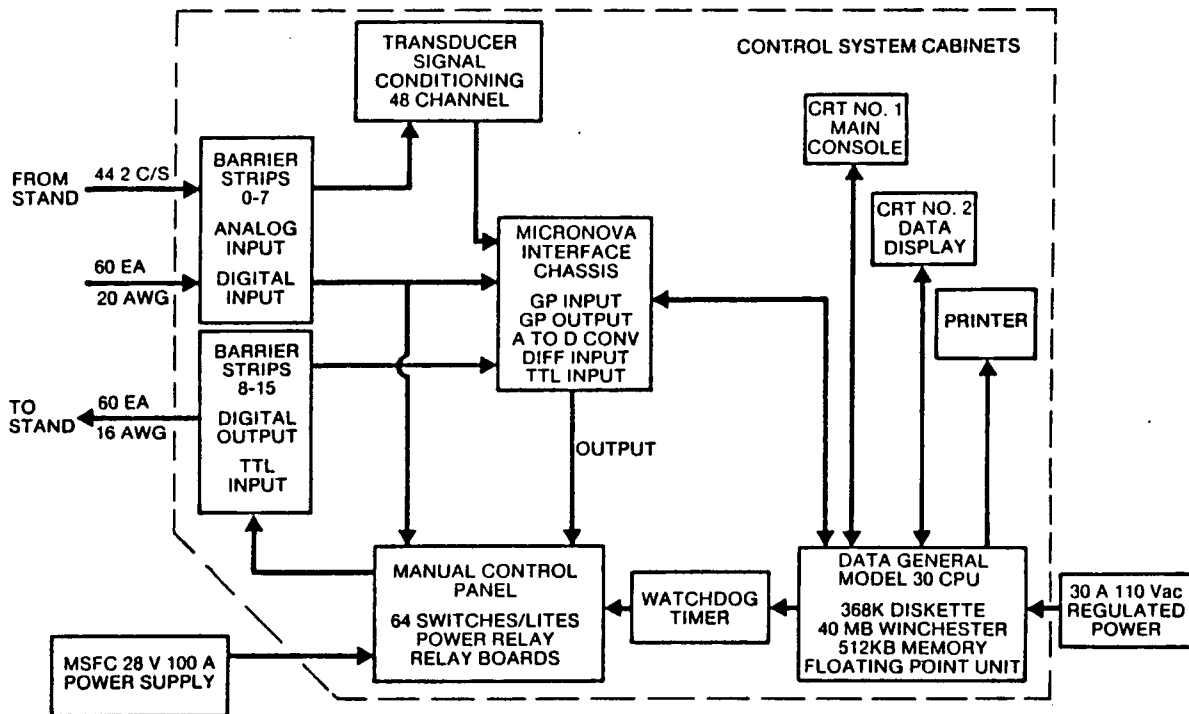 TRANSDUCER
SIGNAL
CONDITIONING
48 CHANNEL
CONTROL SYSTEM CABINETS
CRT NO. 1
MAIN
CONSOLE
CRT NO. 2
DATA
DISPLAY
PRINTER
FROM
STAND
44 2 C/S
60 EA
20 AWG
BARRIER
STRIPS
0-7
ANALOG
INPUT
DIGITAL
INPUT
MICRONOVA
INTERFACE
CHASSIS
GP INPUT
GP OUTPUT
A TO D CONV
DIFF INPUT
TTL INPUT
TO
STAND
60 EA
16 AWG
BARRIER
STRIPS
8-15
DIGITAL
OUTPUT
TTL
INPUT
OUTPUT
MANUAL CONTROL
PANEL
64 SWITCHES/LITES
POWER RELAY
RELAY BOARDS
WATCHDOG
TIMER
DATA GENERAL
MODEL 30 CPU
368K DISKETTE
40 MB WINCHESTER
512KB MEMORY
FLOATING POINT UNIT
30 A 110 Vac
REGULATED
POWER
MSFC 28 V 100 A
POWER SUPPLY